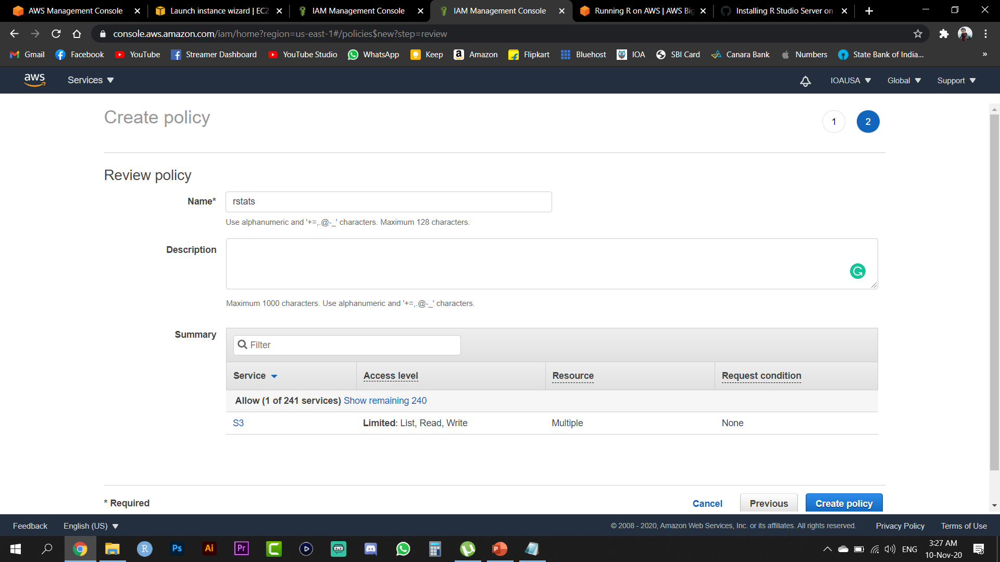 AWS Management Console
Launch instance wizard | EC2
IAM Management Console
IAM Management Console
Running R on AWS | AWS Big
Installing R Studio Server on
console.aws.amazon.com/iam/home?region=us-east-1#/policies$new?step=review
Gmail
Facebook
YouTube
Streamer Dashboard
YouTube Studio
WhatsApp
Keep
Amazon
Flipkart
Bluehost
IOA
SBI Card
Canara Bank
Numbers
State Bank of India...
»
aws
Services
IOAUSA
Global
Support
Create policy
1
2
Review policy
Name*
rstats
Use alphanumeric and '+=,.@-_' characters. Maximum 128 characters.
Description
Maximum 1000 characters. Use alphanumeric and '+=,.@-_' characters.
Summary
Filter
Service
Access level
Resource
Request condition
Allow (1 of 241 services) Show remaining 240
S3
Limited: List, Read, Write
Multiple
None
* Required
Cancel
Previous
Create policy
Feedback
English (US)
© 2008 - 2020, Amazon Web Services, Inc. or its affiliates. All rights reserved.
Privacy Policy
Terms of Use
R
Ps
Ai
Pr
C
P
ENG
3:27 AM
10-Nov-20